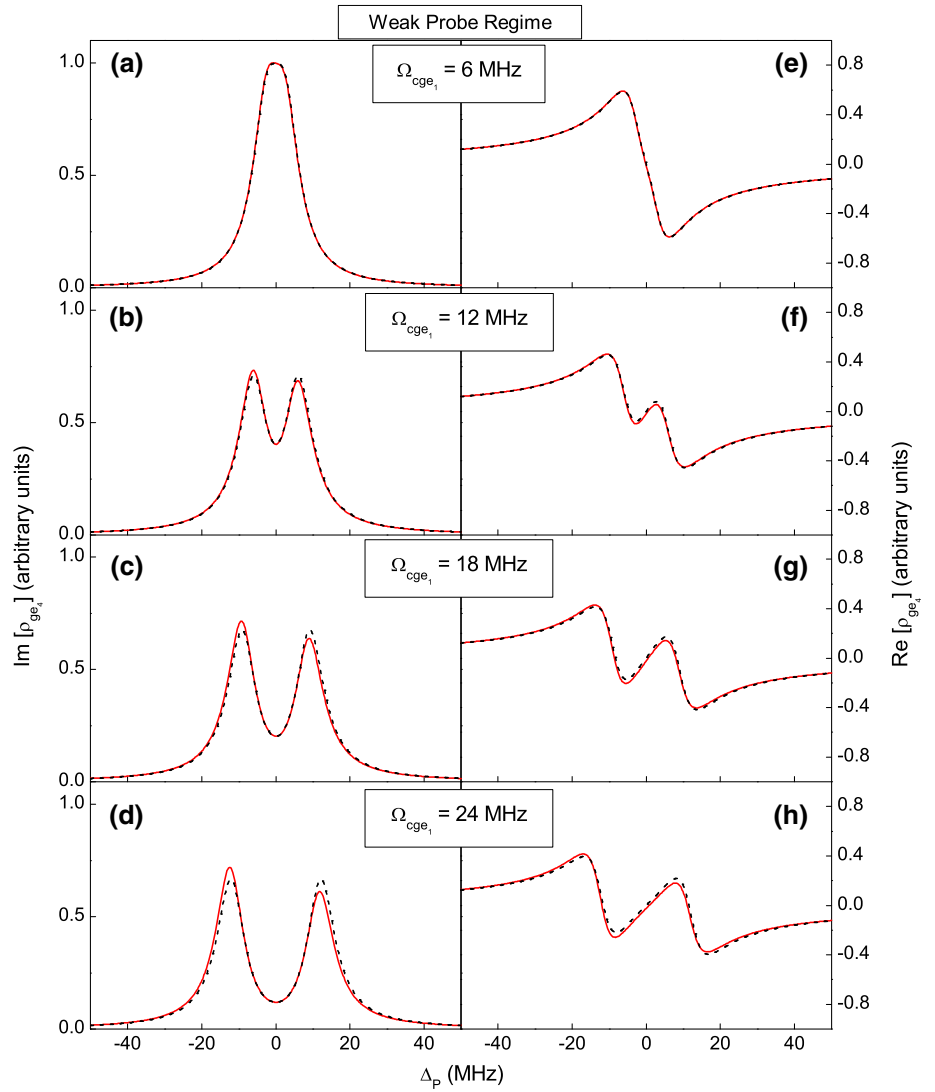 Weak Probe Regime
(a)
Ω_cge₁ = 6 MHz
(e)
1.0
0.5
0.0
0.8
0.4
0.0
-0.4
-0.8
(b)
Ω_cge₁ = 12 MHz
(f)
1.0
0.5
0.0
0.8
0.4
0.0
-0.4
-0.8
(c)
Ω_cge₁ = 18 MHz
(g)
1.0
0.5
0.0
0.8
0.4
0.0
-0.4
-0.8
(d)
Ω_cge₁ = 24 MHz
(h)
1.0
0.5
0.0
0.8
0.4
0.0
-0.4
-0.8
Im [ρ_ge₄] (arbitrary units)
Re [ρ_ge₄] (arbitrary units)
-40 -20 0 20 -40 -20 0 20 40
Δ_P (MHz)